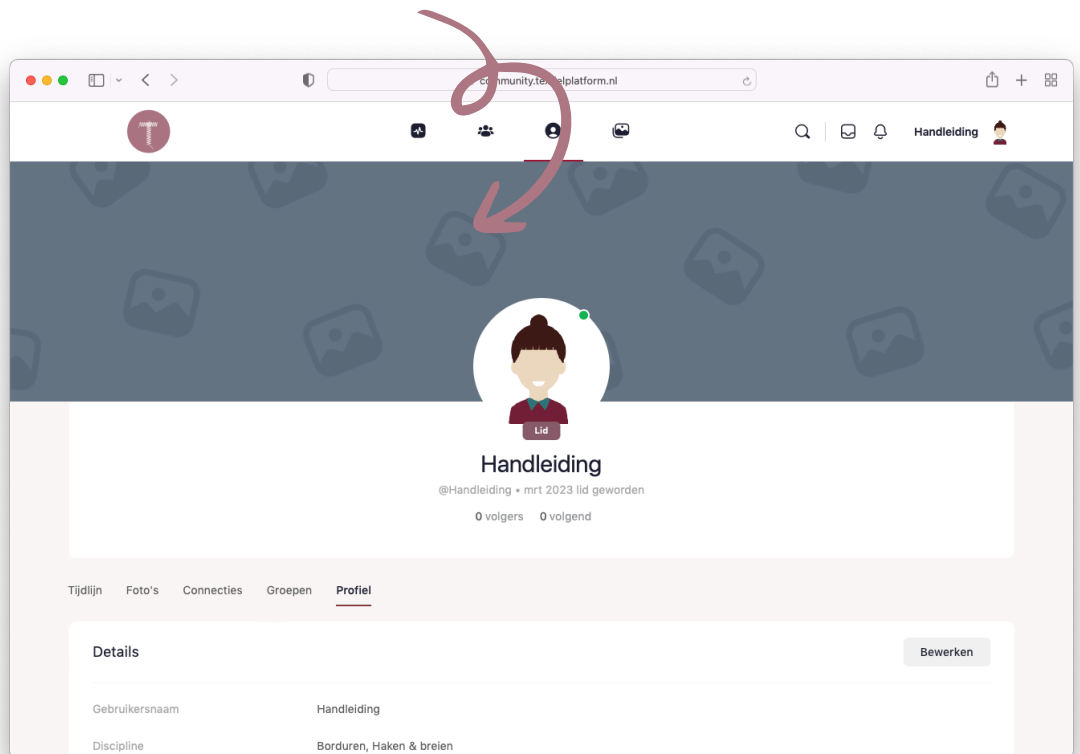 community.te
elplatform.nl
T
Handleiding
Lid
Handleiding
@Handleiding • mrt 2023 lid geworden
0 volgers 0 volgend
Tijdlijn Foto's Connecties Groepen Profiel
Details Bewerken
Gebruikersnaam Handleiding
Discipline Borduren, Haken & breien